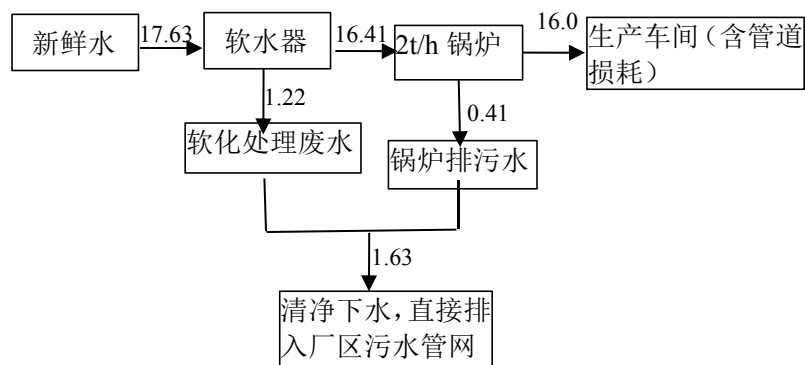 新鲜水
17.63
软水器
16.41
2t/h 锅炉
16.0
生产车间（含管道
损耗）
1.22
0.41
软化处理废水
锅炉排污水
1.63
清净下水，直接排
入厂区污水管网